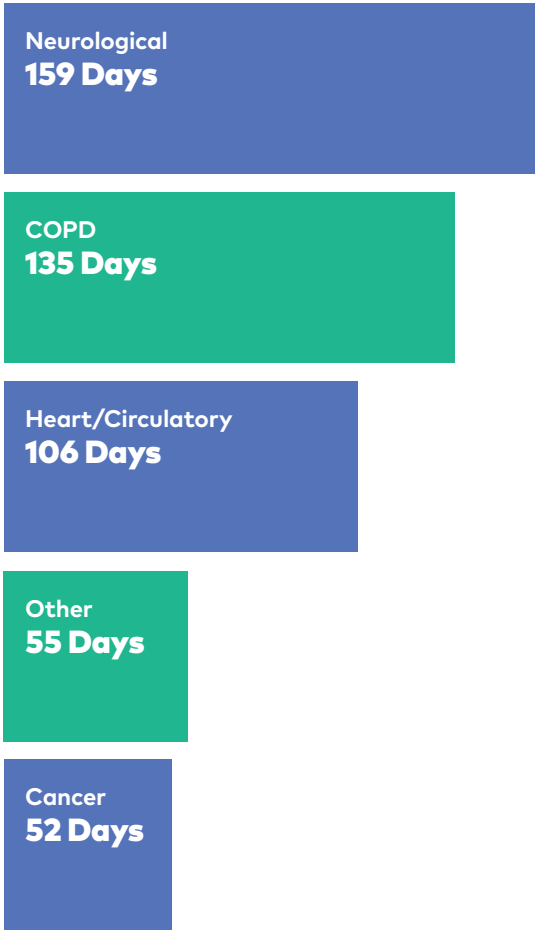 Neurological
159 Days
COPD
135 Days
Heart/Circulatory
106 Days
Other
55 Days
Cancer
52 Days